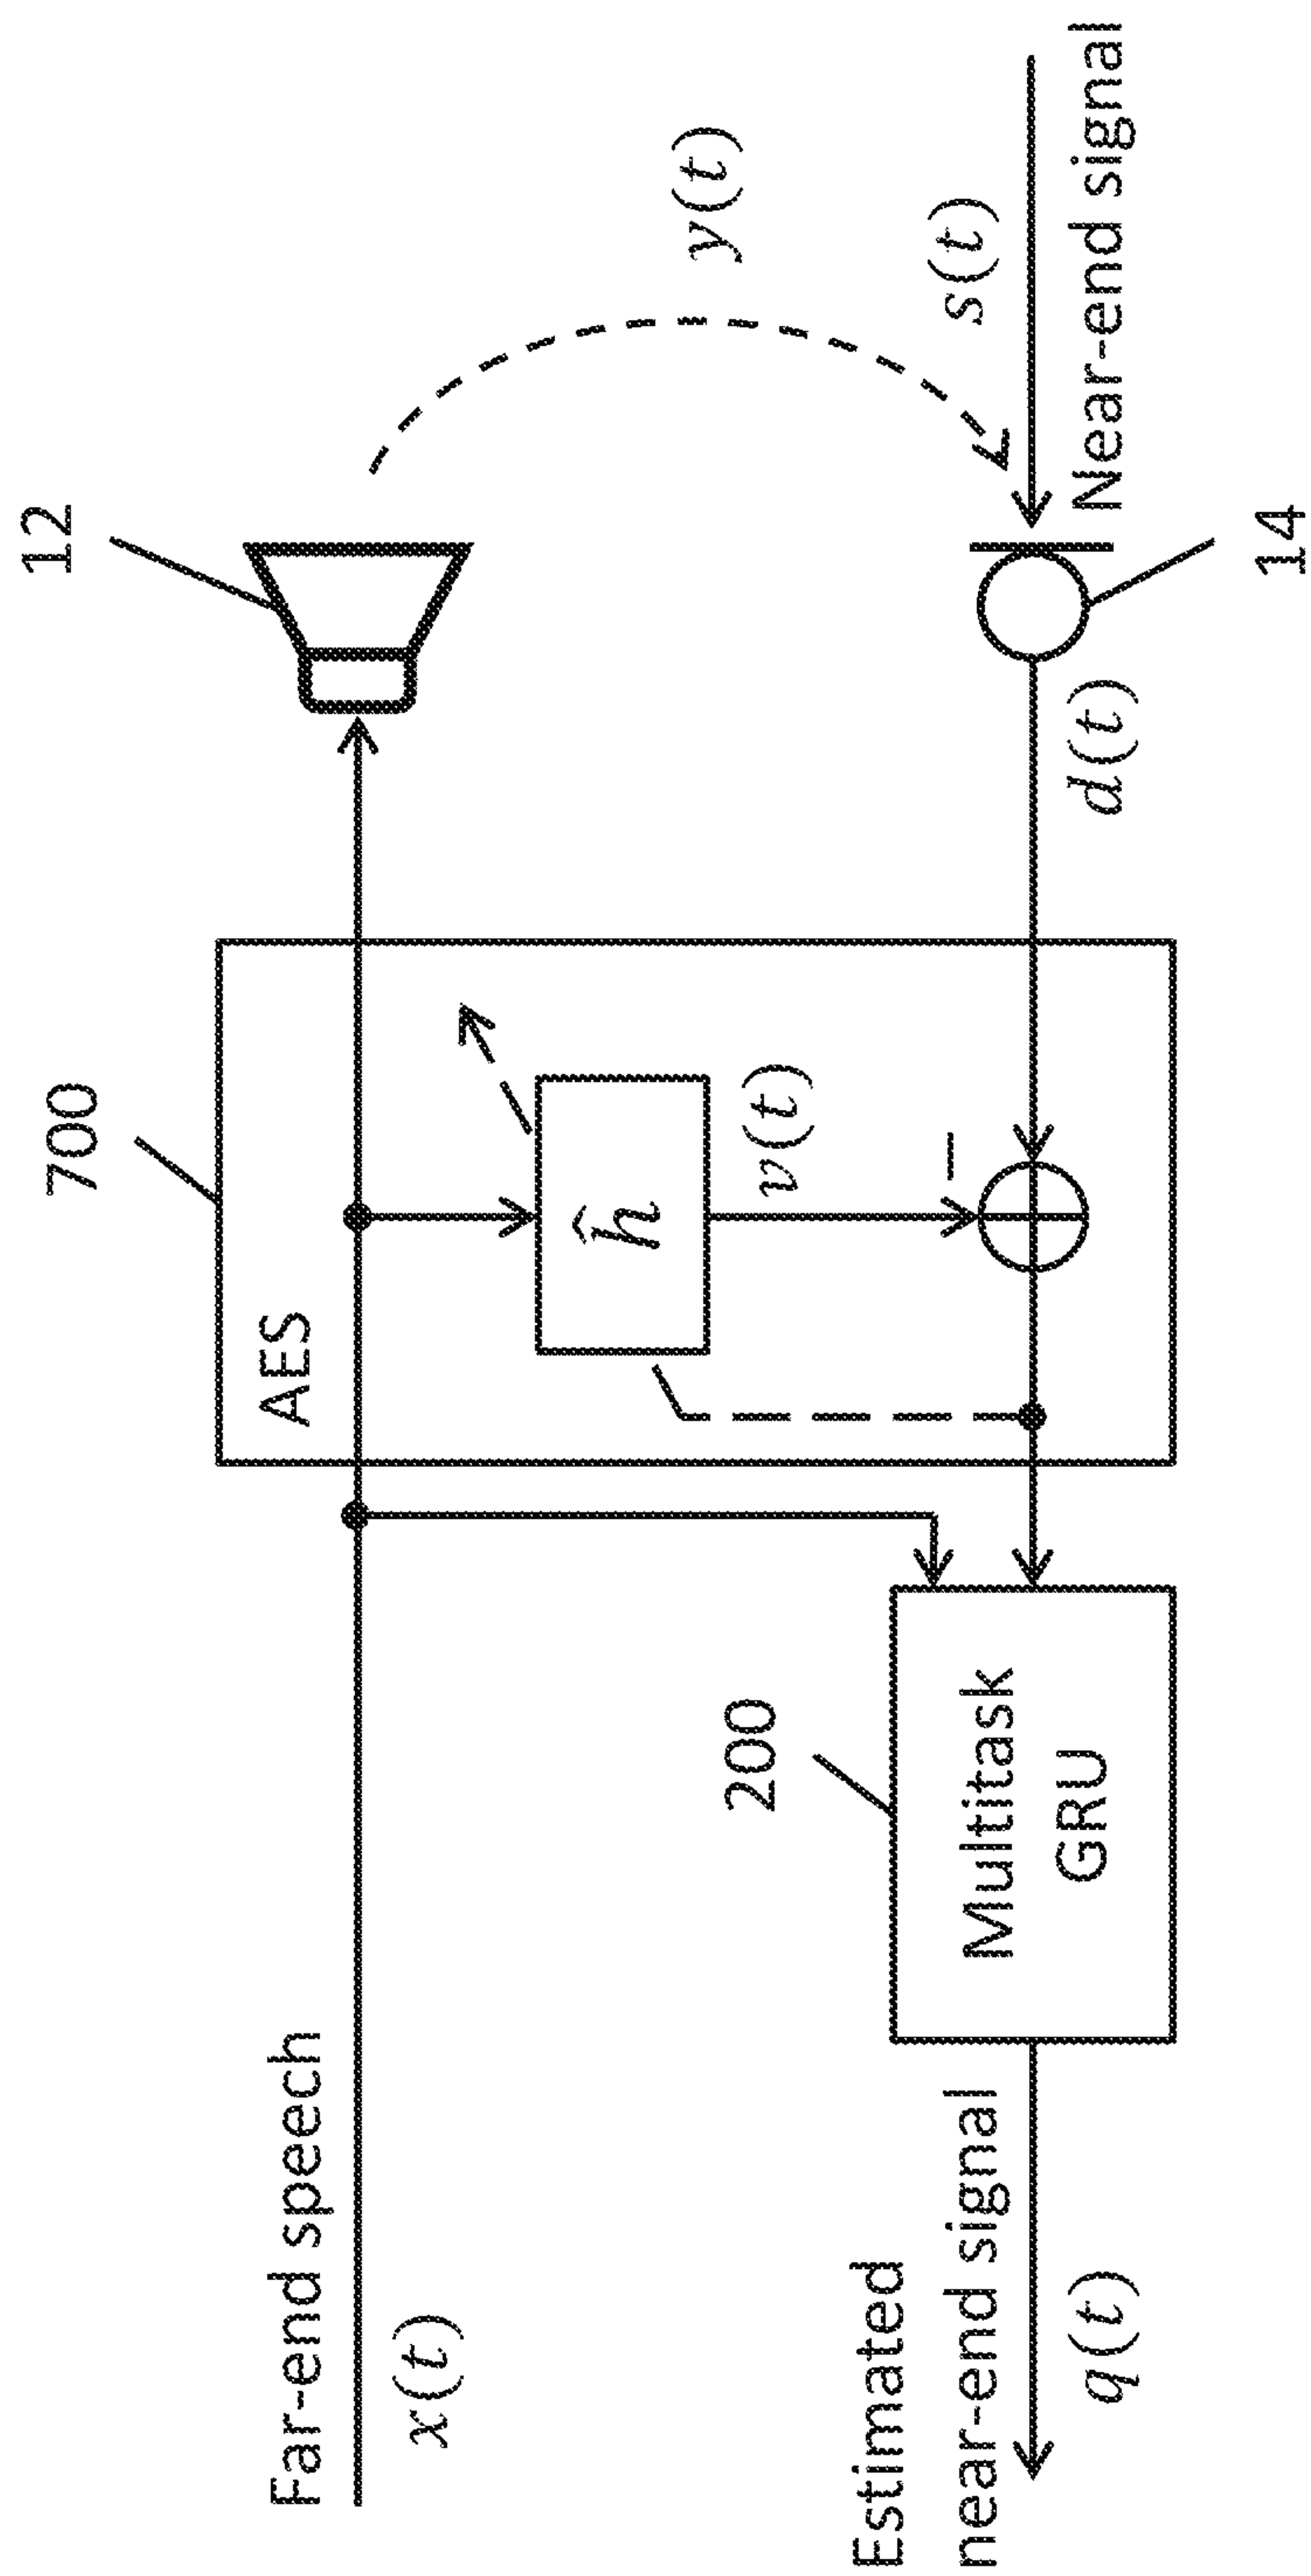 Far-end speech
x(t)
AES
700
12
ĥ
v(t)
y(t)
200
Multitask
GRU
Estimated
near-end signal
q(t)
d(t)
14
s(t)
Near-end signal
−